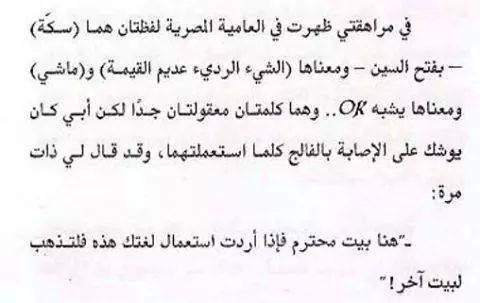 في مراهقتي ظهرت في العامية المصرية لفظتان هما (سكّة)
– بفتح السين – ومعناها (الشيء الرديء عديم القيمة) و(ماشي)
ومعناها يشبه OK.. وهما كلمتان معقولتان جدًا لكن أبي كان
يوشك على الإصابة بالفالج كلما استعملتهما، وقد قال لي ذات
مرة:
ـ"هنا بيت محترم فإذا أردت استعمال لغتك هذه فلتذهب
لبيت آخر!"